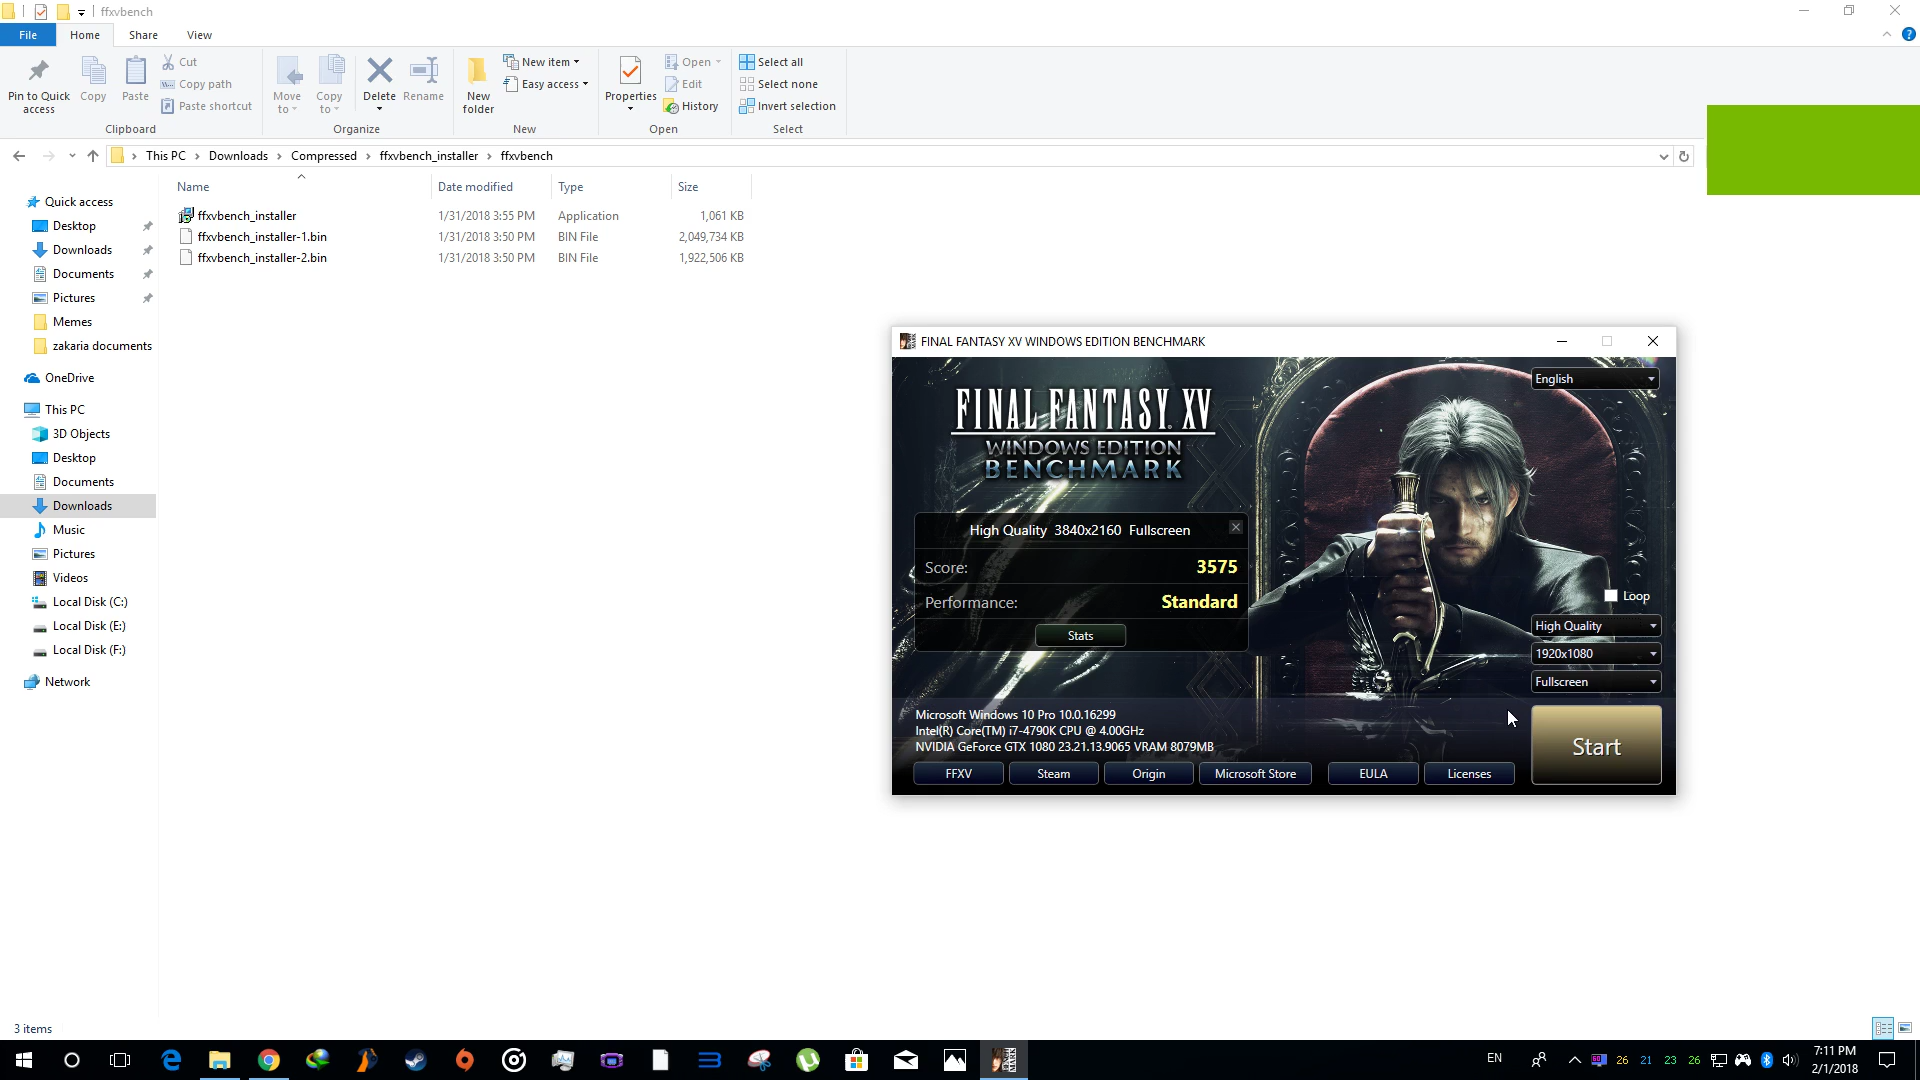 ffxvbench
File
Home
Share
View
Pin to Quick access
Copy
Paste
Cut
Copy path
Paste shortcut
Clipboard
Move to
Copy to
Delete
Rename
Organize
New folder
New item
Easy access
New
Properties
Open
Edit
History
Open
Select all
Select none
Invert selection
Select
This PC > Downloads > Compressed > ffxvbench_installer > ffxvbench
Name Date modified Type Size
ffxvbench_installer 1/31/2018 3:55 PM Application 1,061 KB
ffxvbench_installer-1.bin 1/31/2018 3:50 PM BIN File 2,049,734 KB
ffxvbench_installer-2.bin 1/31/2018 3:50 PM BIN File 1,922,506 KB
Quick access
Desktop
Downloads
Documents
Pictures
Memes
zakaria documents
OneDrive
This PC
3D Objects
Desktop
Documents
Downloads
Music
Pictures
Videos
Local Disk (C:)
Local Disk (E:)
Local Disk (F:)
Network
FINAL FANTASY XV WINDOWS EDITION BENCHMARK
English
FINAL FANTASY XV
WINDOWS EDITION
BENCHMARK
High Quality 3840x2160 Fullscreen
Score: 3575
Performance: Standard
Stats
Loop
High Quality
1920x1080
Fullscreen
Start
Microsoft Windows 10 Pro 10.0.16299
Intel(R) Core(TM) i7-4790K CPU @ 4.00GHz
NVIDIA GeForce GTX 1080 23.21.13.9065 VRAM 8079MB
FFXV
Steam
Origin
Microsoft Store
EULA
Licenses
3 items
EN
26 21 23 26
7:11 PM
2/1/2018